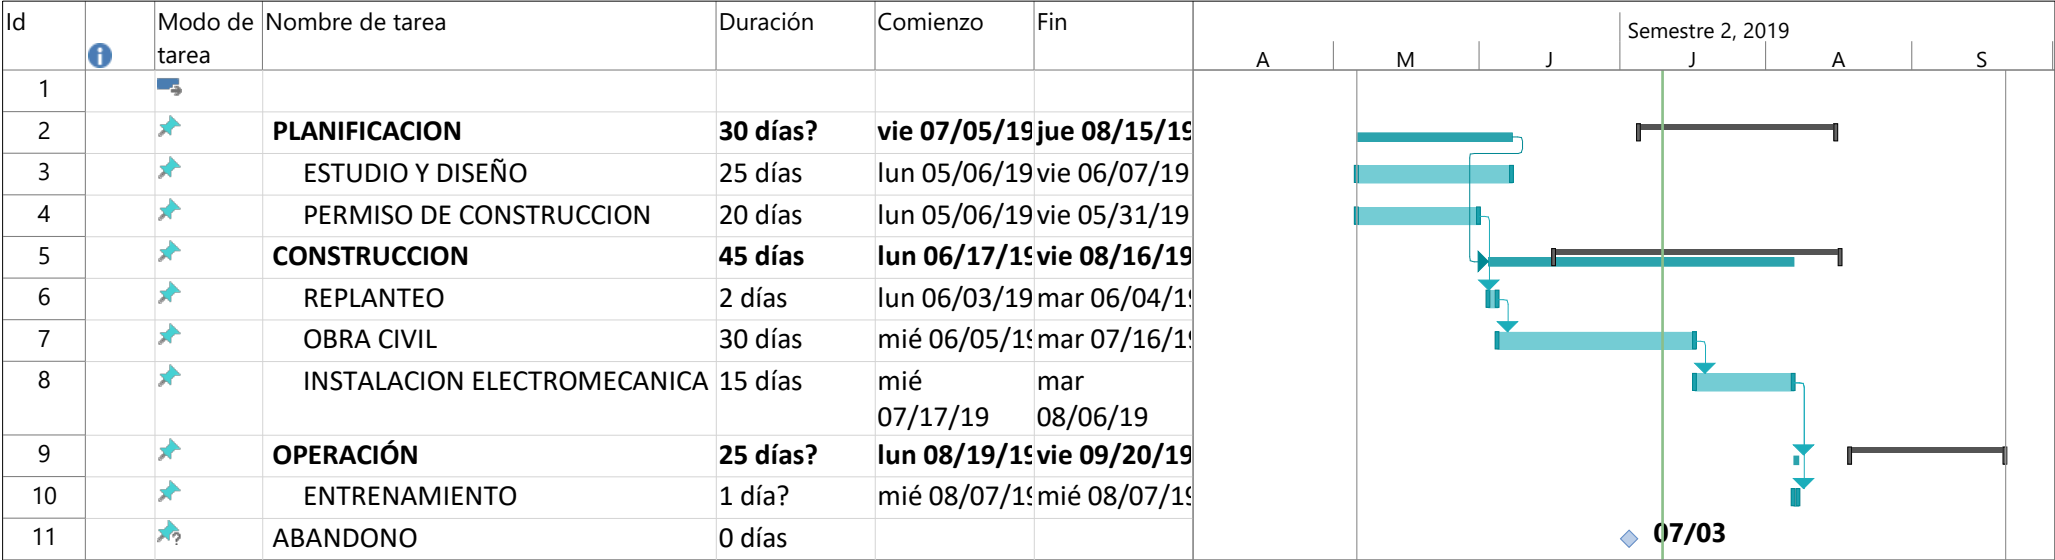 Id Modo de tarea Nombre de tarea Duración Comienzo Fin Semestre 2, 2019
A M J J A S
1
2 PLANIFICACION 30 días? vie 07/05/19 jue 08/15/19
3 ESTUDIO Y DISEÑO 25 días lun 05/06/19 vie 06/07/19
4 PERMISO DE CONSTRUCCION 20 días lun 05/06/19 vie 05/31/19
5 CONSTRUCCION 45 días lun 06/17/19 vie 08/16/19
6 REPLANTEO 2 días lun 06/03/19 mar 06/04/19
7 OBRA CIVIL 30 días mié 06/05/19 mar 07/16/19
8 INSTALACION ELECTROMECANICA 15 días mié 07/17/19 mar 08/06/19
9 OPERACIÓN 25 días? lun 08/19/19 vie 09/20/19
10 ENTRENAMIENTO 1 día? mié 08/07/19 mié 08/07/19
11 ABANDONO 0 días 07/03